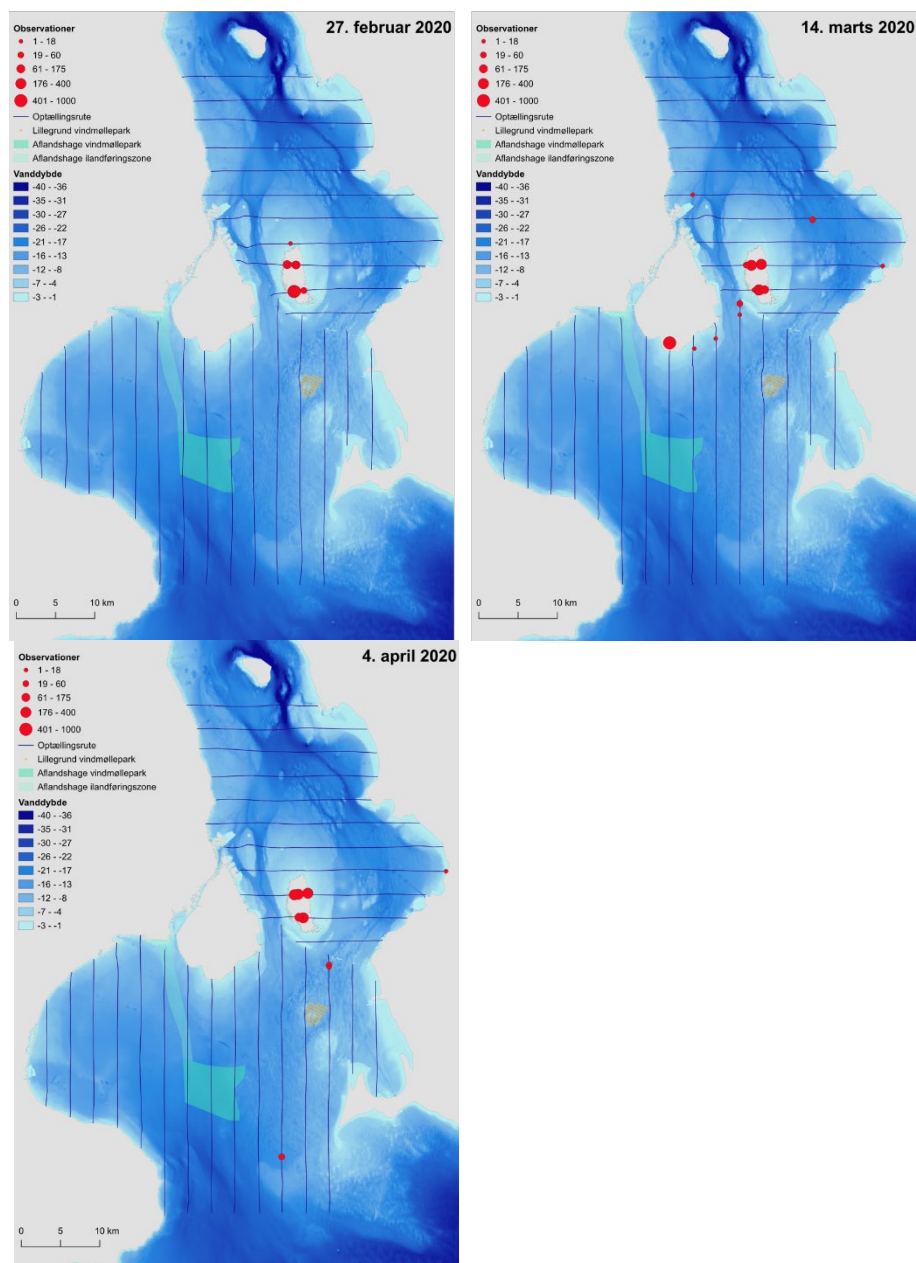 27. februar 2020
Observationer
1 - 18
19 - 60
61 - 175
176 - 400
401 - 1000
Optællingsrute
Lillegrund vindmøllepark
Aflandshage vindmøllepark
Aflandshage ilandføringszone
Vanddybde
-40 - -36
-35 - -31
-30 - -27
-26 - -22
-21 - -17
-16 - -13
-12 - -8
-7 - -4
-3 - -1
0 5 10 km
14. marts 2020
Observationer
1 - 18
19 - 60
61 - 175
176 - 400
401 - 1000
Optællingsrute
Lillegrund vindmøllepark
Aflandshage vindmøllepark
Aflandshage ilandføringszone
Vanddybde
-40 - -36
-35 - -31
-30 - -27
-26 - -22
-21 - -17
-16 - -13
-12 - -8
-7 - -4
-3 - -1
0 5 10 km
4. april 2020
Observationer
1 - 18
19 - 60
61 - 175
176 - 400
401 - 1000
Optællingsrute
Lillegrund vindmøllepark
Aflandshage vindmøllepark
Aflandshage ilandføringszone
Vanddybde
-40 - -36
-35 - -31
-30 - -27
-26 - -22
-21 - -17
-16 - -13
-12 - -8
-7 - -4
-3 - -1
0 5 10 km